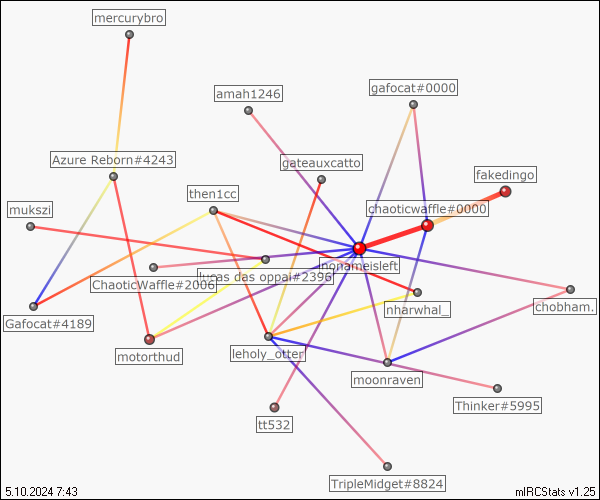 mercurybro
amah1246
gafocat#0000
Azure Reborn#4243
gateauxcatto
fakedingo
then1cc
mukszi
chaoticwaffle#0000
nonameisleft
lucas das oppai#2396
ChaoticWaffle#2006
nharwhal_
chobham.
Gafocat#4189
motorthud
leholy_otter
moonraven
Thinker#5995
tt532
TripleMidget#8824
5.10.2024 7:43
mIRCStats v1.25